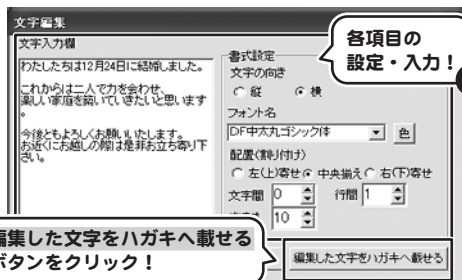 文字編集
文字入力欄
わたしたちは12月24日に結婚しました。
これからは二人で力を合わせ、
楽しい家庭を築いていきたいと思います
。
今後ともよろしくお願いいたします。
お近くにお越しの際は是非お立ち寄り下
さい。
各項目の
設定・入力!
書式設定
文字の向き
縦 横
フォント名
DF中太丸ゴシック体
色
配置(割り付け)
左(上)寄せ 中央揃え 右(下)寄せ
文字間 0 行間 1
10
編集した文字をハガキへ載せる
ボタンをクリック!
編集した文字をハガキへ載せる